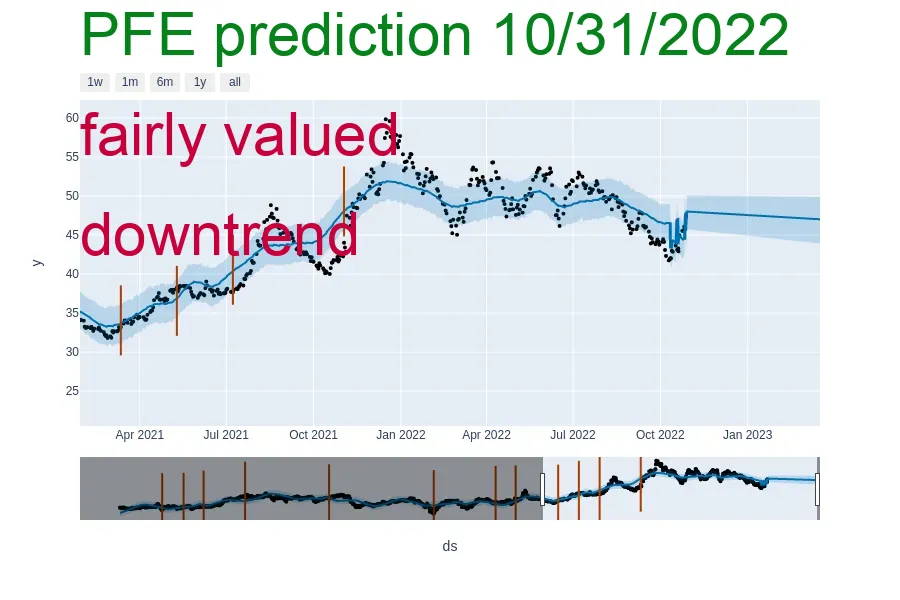 PFE prediction 10/31/2022
1w 1m 6m 1y all
fairly valued
downtrend
60
55
50
45
40
35
30
25
y
Apr 2021 Jul 2021 Oct 2021 Jan 2022 Apr 2022 Jul 2022 Oct 2022 Jan 2023
ds